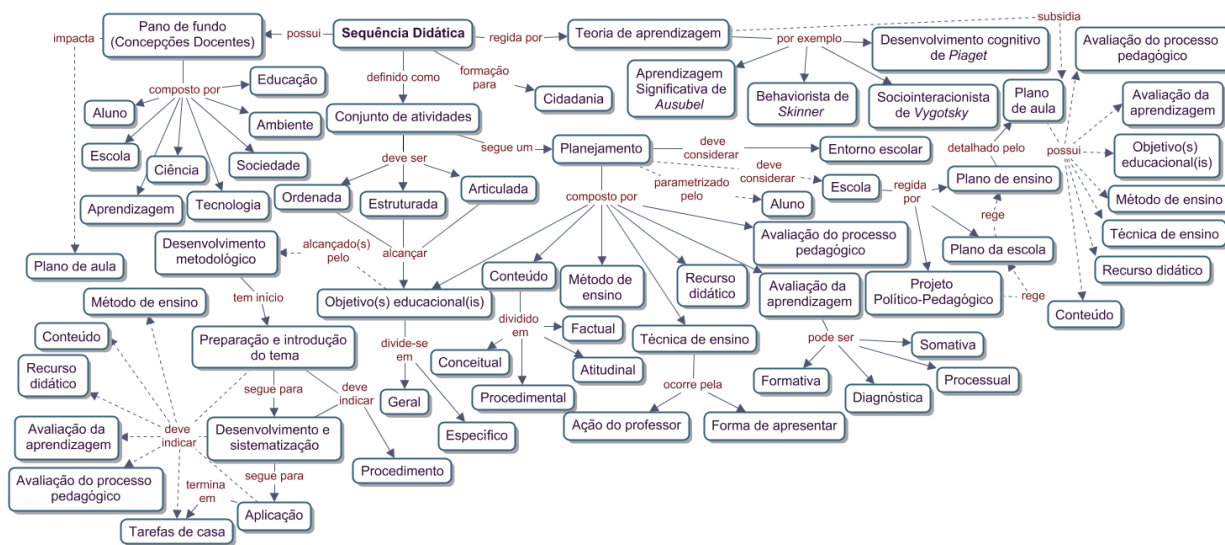 Pano de fundo
(Concepções Docentes)
impacta
possui
Sequência Didática
regida por
Teoria de aprendizagem
subsidia
por exemplo
Desenvolvimento cognitivo
de Piaget
Avaliação do processo
pedagógico
composto por
Educação
Aluno
Ambiente
Escola
Ciência
Sociedade
Aprendizagem
Tecnologia
Plano de aula
definido como
formação
para
Cidadania
Conjunto de atividades
Aprendizagem
Significativa de
Ausubel
Behaviorista de
Skinner
Sociointeracionista
de Vygotsky
Plano
de aula
Avaliação da
aprendizagem
possui
Objetivo(s)
educacional(is)
Método de ensino
Técnica de ensino
Recurso didático
Conteúdo
detalhado pelo
Plano de ensino
rege
Plano da escola
rege
Projeto
Político-Pedagógico
segue um
Planejamento
deve
considerar
Entorno escolar
deve
considerar
Escola
regida
por
parametrizado
pelo
Aluno
deve ser
Ordenada
Estruturada
Articulada
alcançar
composto por
Avaliação do processo
pedagógico
Desenvolvimento
metodológico
alcançado(s)
pelo
Objetivo(s) educacional(is)
Conteúdo
Método de
ensino
Recurso
didático
Avaliação da
aprendizagem
tem início
Preparação e introdução
do tema
divide-se
em
Geral
Específico
dividido
em
Factual
Conceitual
Atitudinal
Procedimental
Técnica de ensino
ocorre pela
Ação do professor
Forma de apresentar
pode ser
Somativa
Formativa
Processual
Diagnóstica
Método de ensino
Conteúdo
Recurso
didático
deve
indicar
Avaliação da
aprendizagem
Avaliação do processo
pedagógico
Tarefas de casa
segue para
deve
indicar
Desenvolvimento e
sistematização
Procedimento
segue para
termina
em
Aplicação